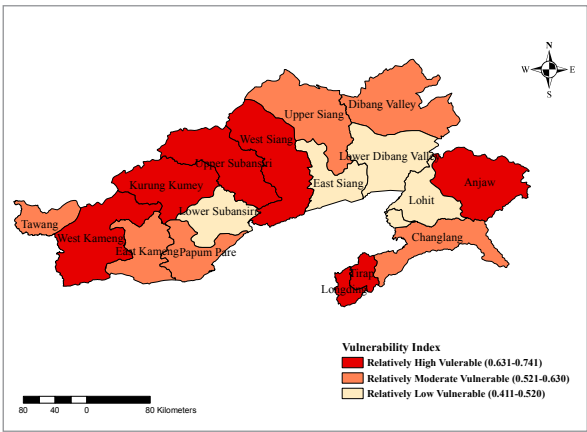 N
W E
S
Dibang Valley
Upper Siang
West Siang
Lower Dibang Valley
Upper Subansiri
East Siang
Anjaw
Kurung Kumey
Lohit
Lower Subansiri
Tawang
West Kameng
Changlang
East Kameng
Papum Pare
Tirap
Longding
Vulnerability Index
Relatively High Vulerable (0.631-0.741)
Relatively Moderate Vulnerable (0.521-0.630)
Relatively Low Vulnerable (0.411-0.520)
80 40 0 80 Kilometers